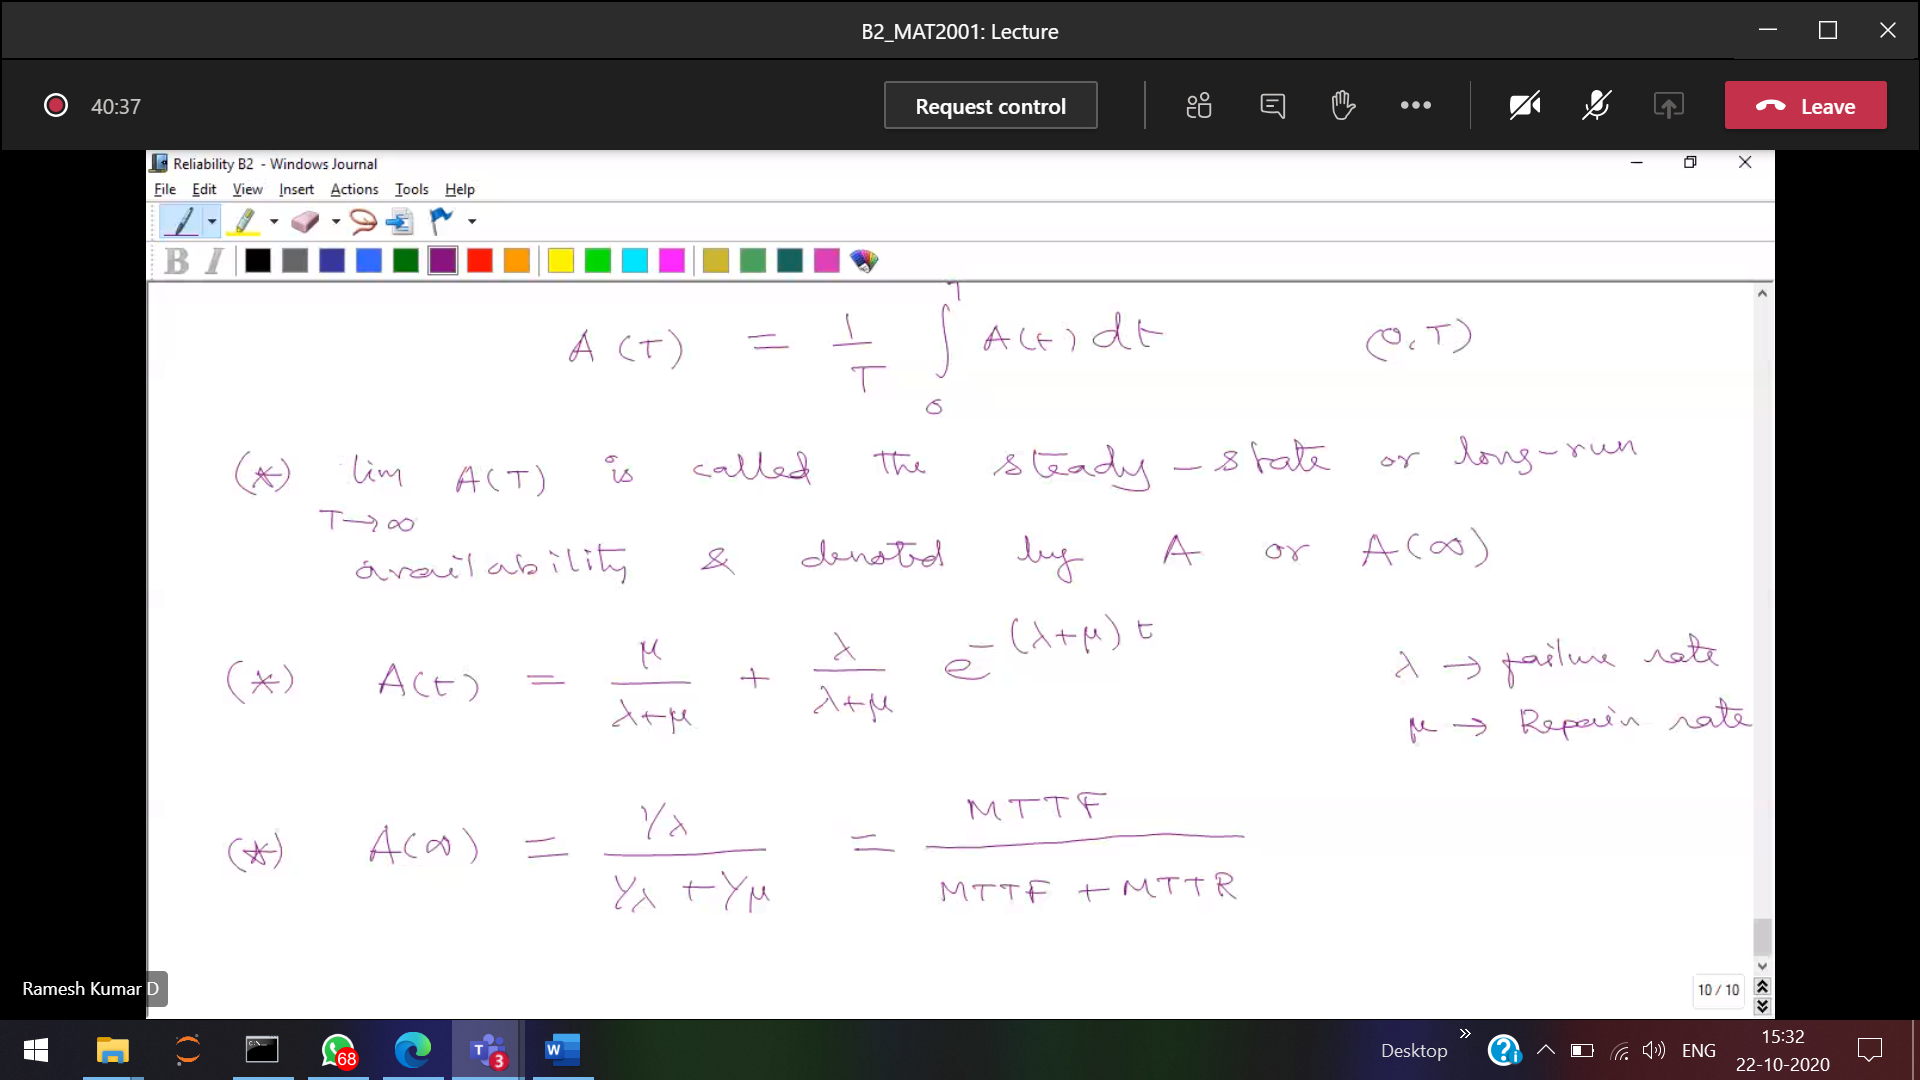 B2_MAT2001: Lecture
40:37
Request control
Leave
Reliability B2 - Windows Journal
File Edit View Insert Actions Tools Help
B I
A(T) = 1/T ∫₀ᵀ A(t) dt (0,T)
(*) lim A(T) is called the steady-state or long-run
T→∞
availability & denoted by A or A(∞)
(*) A(t) = μ/(λ+μ) + λ/(λ+μ) e^-(λ+μ)t
λ → failure rate
μ → Repair rate
(*) A(∞) = (1/λ)/(1/λ + 1/μ) = MTTF/(MTTF + MTTR)
Ramesh Kumar D
10 / 10
68
3
W
Desktop
ENG
15:32
22-10-2020